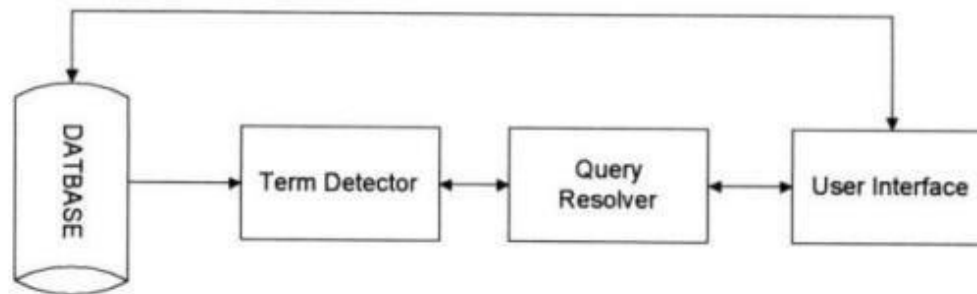 DATBASE
Term Detector
Query
Resolver
User Interface